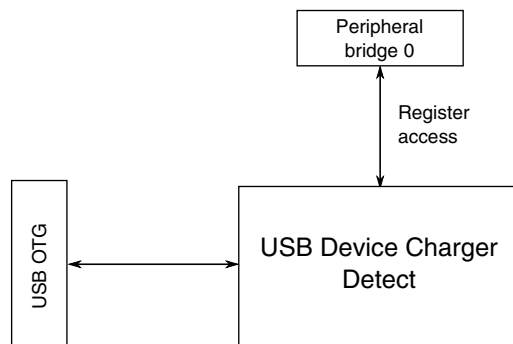 Peripheral
bridge 0
Register
access
USB OTG
USB Device Charger
Detect